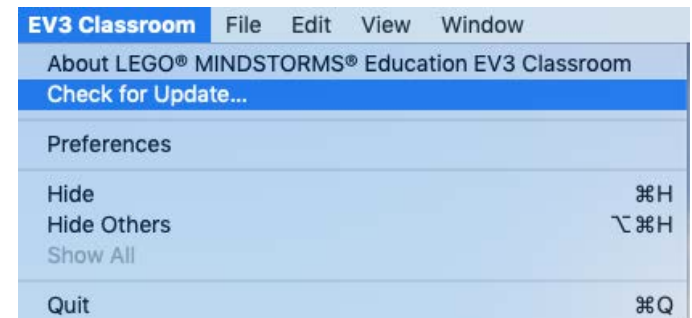 EV3 Classroom File Edit View Window
About LEGO® MINDSTORMS® Education EV3 Classroom
Check for Update...
Preferences
Hide ⌘H
Hide Others ⌥⌘H
Show All
Quit ⌘Q